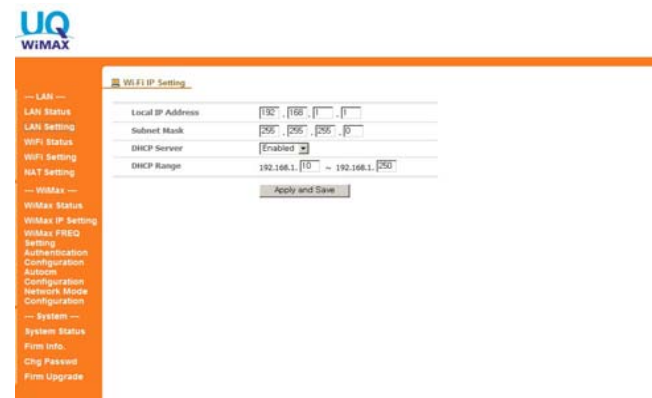 UQ
WiMAX
Wi-Fi IP Setting
--- LAN ---
LAN Status
LAN Setting
WiFi Status
WiFi Setting
NAT Setting
--- WiMax ---
WiMax Status
WiMax IP Setting
WiMax FREQ
Setting
Authentication
Configuration
Autocm
Configuration
Network Mode
Configuration
--- System ---
System Status
Firm Info.
Chg Passwd
Firm Upgrade
Local IP Address 192 . 168 . 1 . 1
Subnet Mask 255 . 255 . 255 . 0
DHCP Server Enabled
DHCP Range 192.168.1. 10 ~ 192.168.1. 250
Apply and Save